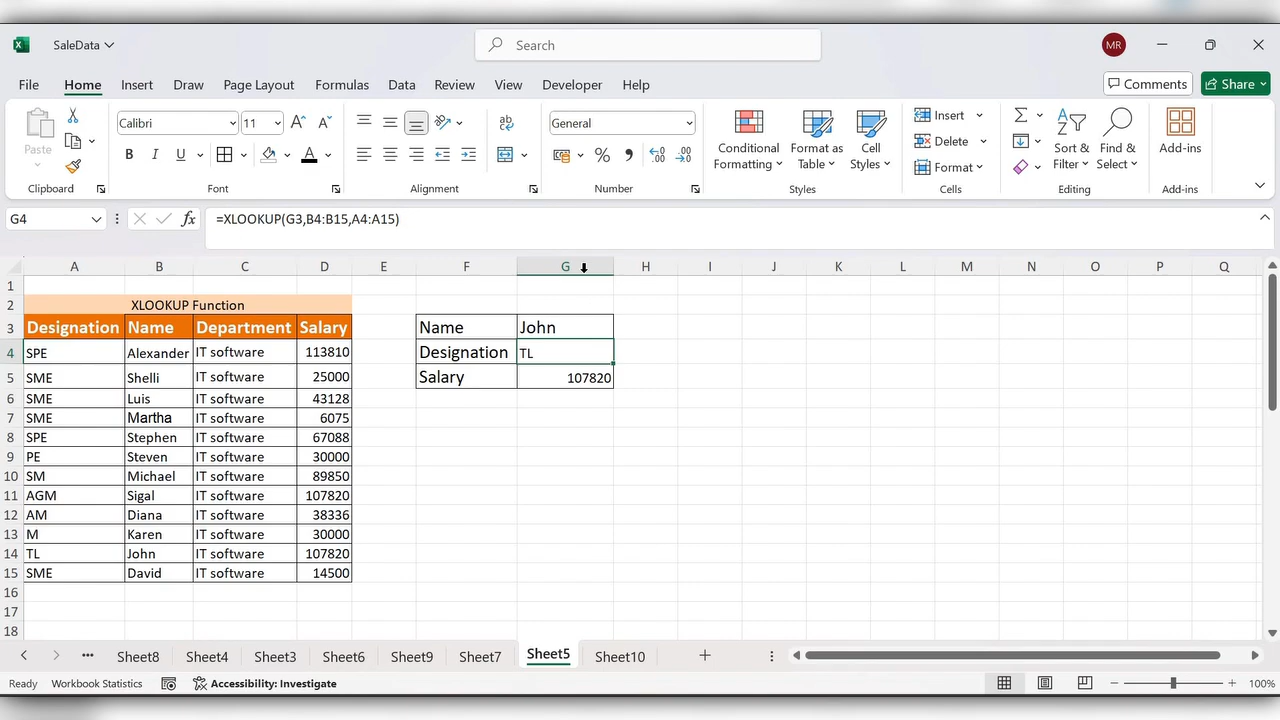 SaleData
Search
MR
File Home Insert Draw Page Layout Formulas Data Review View Developer Help
Comments Share
Paste
Clipboard
Calibri 11
B I U A
Font
ab
Alignment
General
% 9
Number
Conditional Formatting
Format as Table
Cell Styles
Styles
Insert
Delete
Format
Cells
Sort & Filter
Find & Select
Editing
Add-ins
Add-ins
G4 fx =XLOOKUP(G3,B4:B15,A4:A15)
A B C D E F G H I J K L M N O P Q
1
2 XLOOKUP Function
3 Designation Name Department Salary Name John
4 SPE Alexander IT software 113810 Designation TL
5 SME Shelli IT software 25000 Salary 107820
6 SME Luis IT software 43128
7 SME Martha IT software 6075
8 SPE Stephen IT software 67088
9 PE Steven IT software 30000
10 SM Michael IT software 89850
11 AGM Sigal IT software 107820
12 AM Diana IT software 38336
13 M Karen IT software 30000
14 TL John IT software 107820
15 SME David IT software 14500
16
17
18
Sheet8 Sheet4 Sheet3 Sheet6 Sheet9 Sheet7 Sheet5 Sheet10
Ready Workbook Statistics Accessibility: Investigate 100%